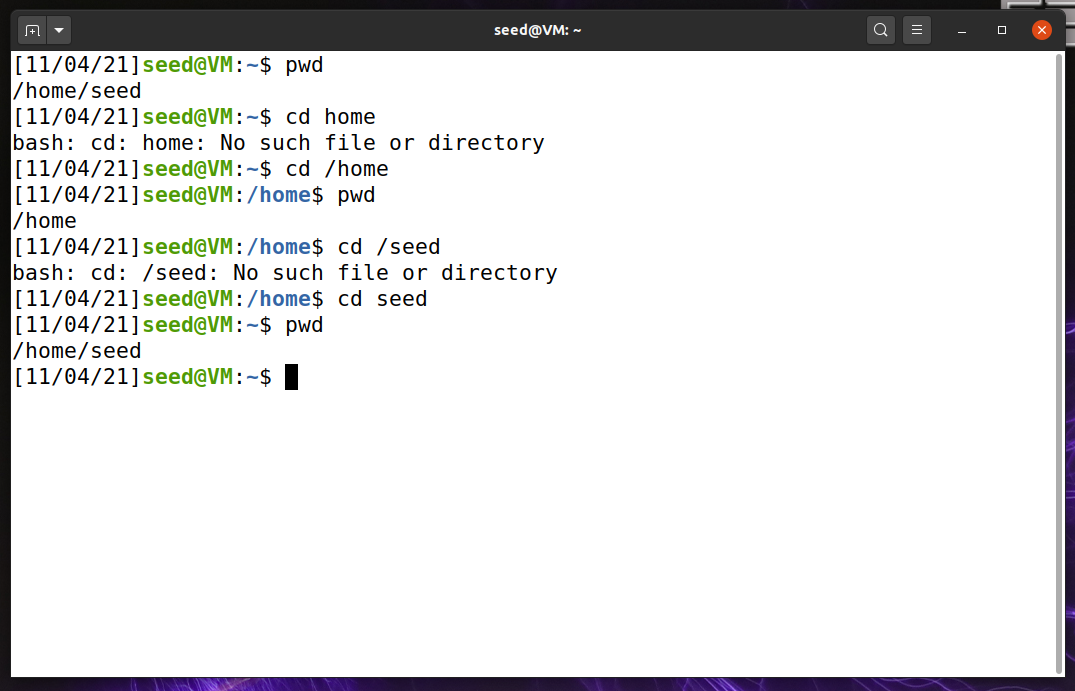 seed@VM: ~
[11/04/21]seed@VM:~$ pwd
/home/seed
[11/04/21]seed@VM:~$ cd home
bash: cd: home: No such file or directory
[11/04/21]seed@VM:~$ cd /home
[11/04/21]seed@VM:/home$ pwd
/home
[11/04/21]seed@VM:/home$ cd /seed
bash: cd: /seed: No such file or directory
[11/04/21]seed@VM:/home$ cd seed
[11/04/21]seed@VM:~$ pwd
/home/seed
[11/04/21]seed@VM:~$